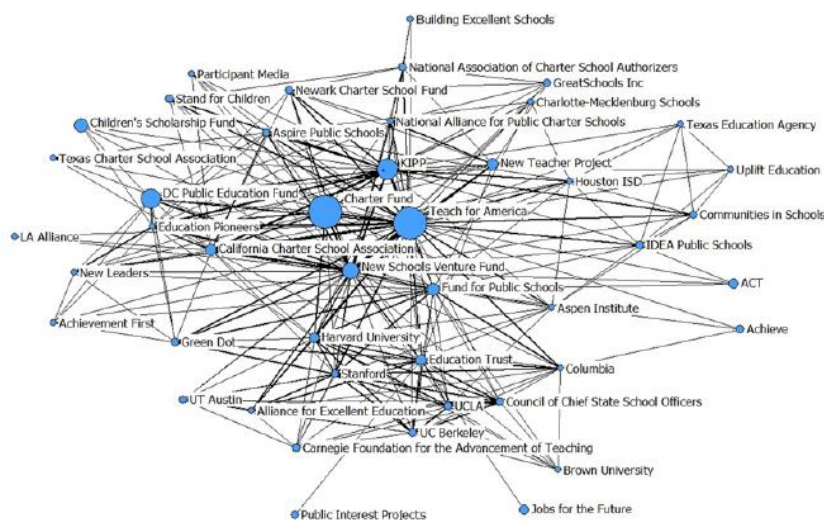 Building Excellent Schools
National Association of Charter School Authorizers
Participant Media
GreatSchools Inc
Newark Charter School Fund
Stand for Children
Charlotte-Mecklenburg Schools
National Alliance for Public Charter Schools
Children's Scholarship Fund
Texas Education Agency
Aspire Public Schools
Texas Charter School Association
KIPP
New Teacher Project
Uplift Education
Houston ISD
DC Public Education Fund
Charter Fund
Teach for America
Communities in Schools
Education Pioneers
LA Alliance
California Charter School Association
IDEA Public Schools
New Leaders
New Schools Venture Fund
ACT
Fund for Public Schools
Aspen Institute
Achievement First
Achieve
Green Dot
Harvard University
Education Trust
Columbia
Stanford
UT Austin
Council of Chief State School Officers
Alliance for Excellent Education
UCLA
UC Berkeley
Carnegie Foundation for the Advancement of Teaching
Brown University
Public Interest Projects
Jobs for the Future